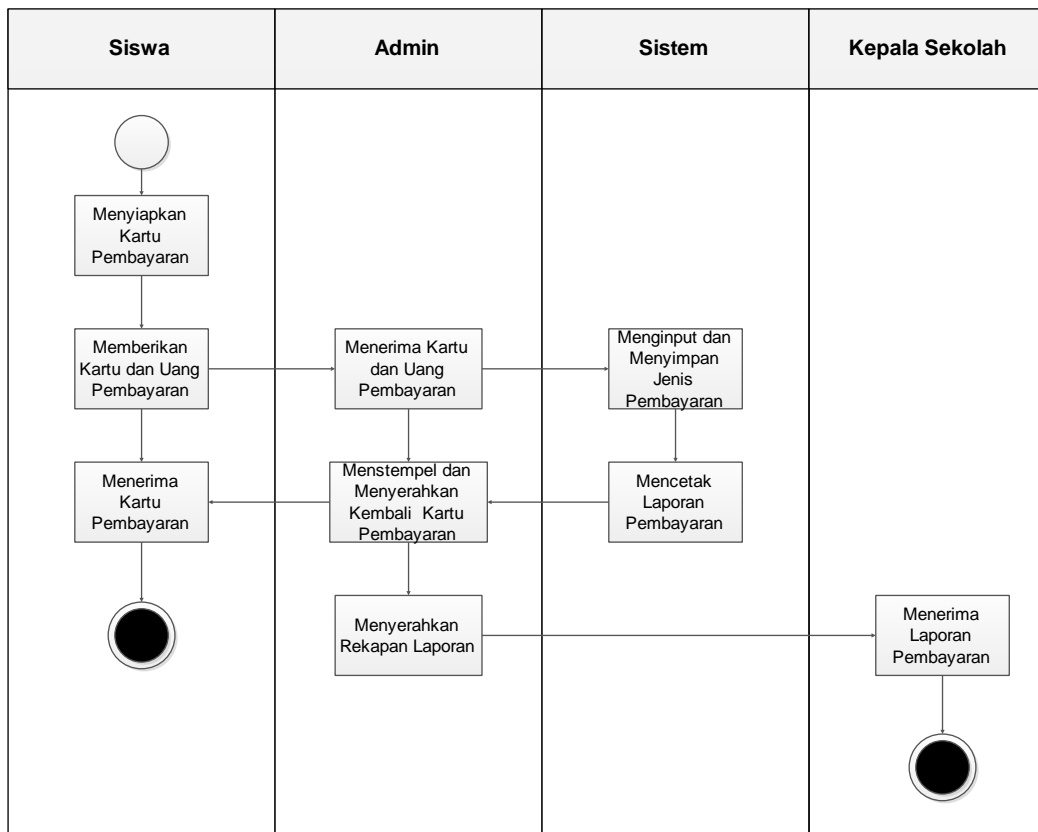 Siswa
Admin
Sistem
Kepala Sekolah
Menyiapkan
Kartu
Pembayaran
Memberikan
Kartu dan Uang
Pembayaran
Menerima Kartu
dan Uang
Pembayaran
Menginput dan
Menyimpan
Jenis
Pembayaran
Menerima
Kartu
Pembayaran
Menstempel dan
Menyerahkan
Kembali Kartu
Pembayaran
Mencetak
Laporan
Pembayaran
Menyerahkan
Rekapan Laporan
Menerima
Laporan
Pembayaran